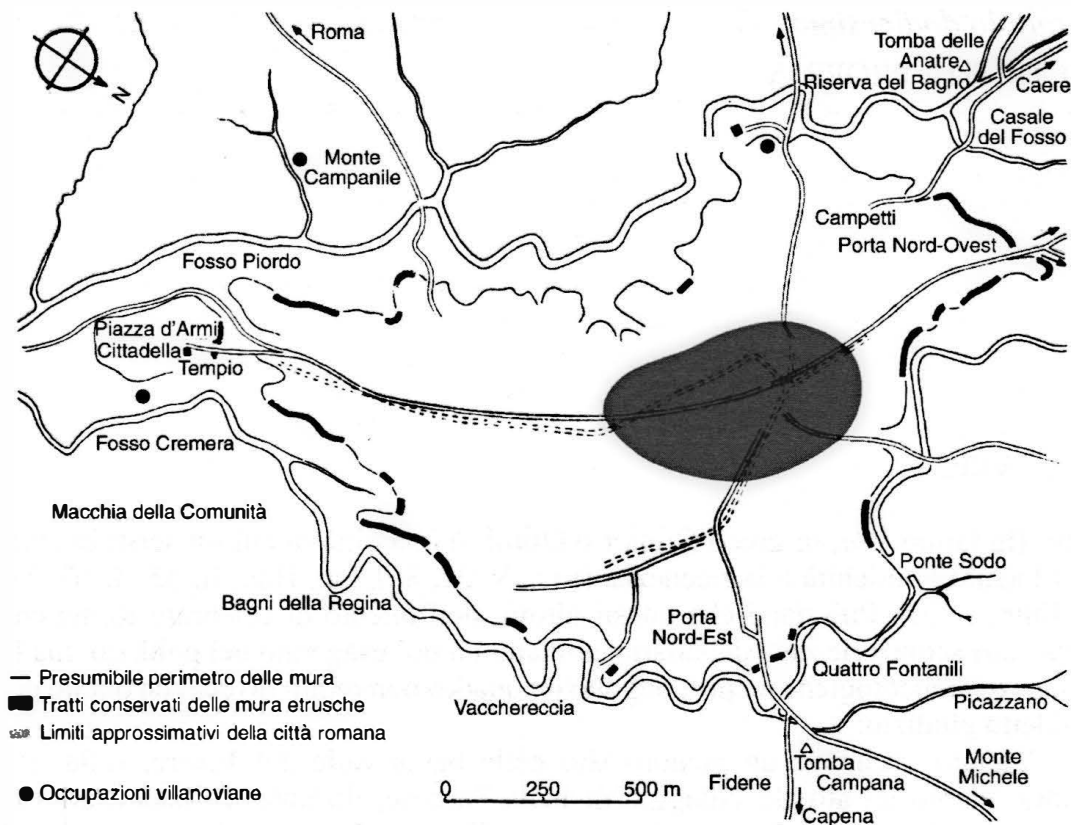 Roma
N
Monte
Campanile
Tomba delle
Anatre
Riserva del Bagno
Caere
Casale
del Fosso
Campetti
Porta Nord-Ovest
Fosso Piordo
Piazza d'Armi
Cittadella
Tempio
Fosso Cremera
Macchia della Comunità
Bagni della Regina
Ponte Sodo
Porta
Nord-Est
Quattro Fontanili
Picazzano
Vacchereccia
Monte
Michele
Tomba
Campana
Fidene
Capena
Presumibile perimetro delle mura
Tratti conservati delle mura etrusche
Limiti approssimativi della città romana
Occupazioni villanoviane
0 250 500 m